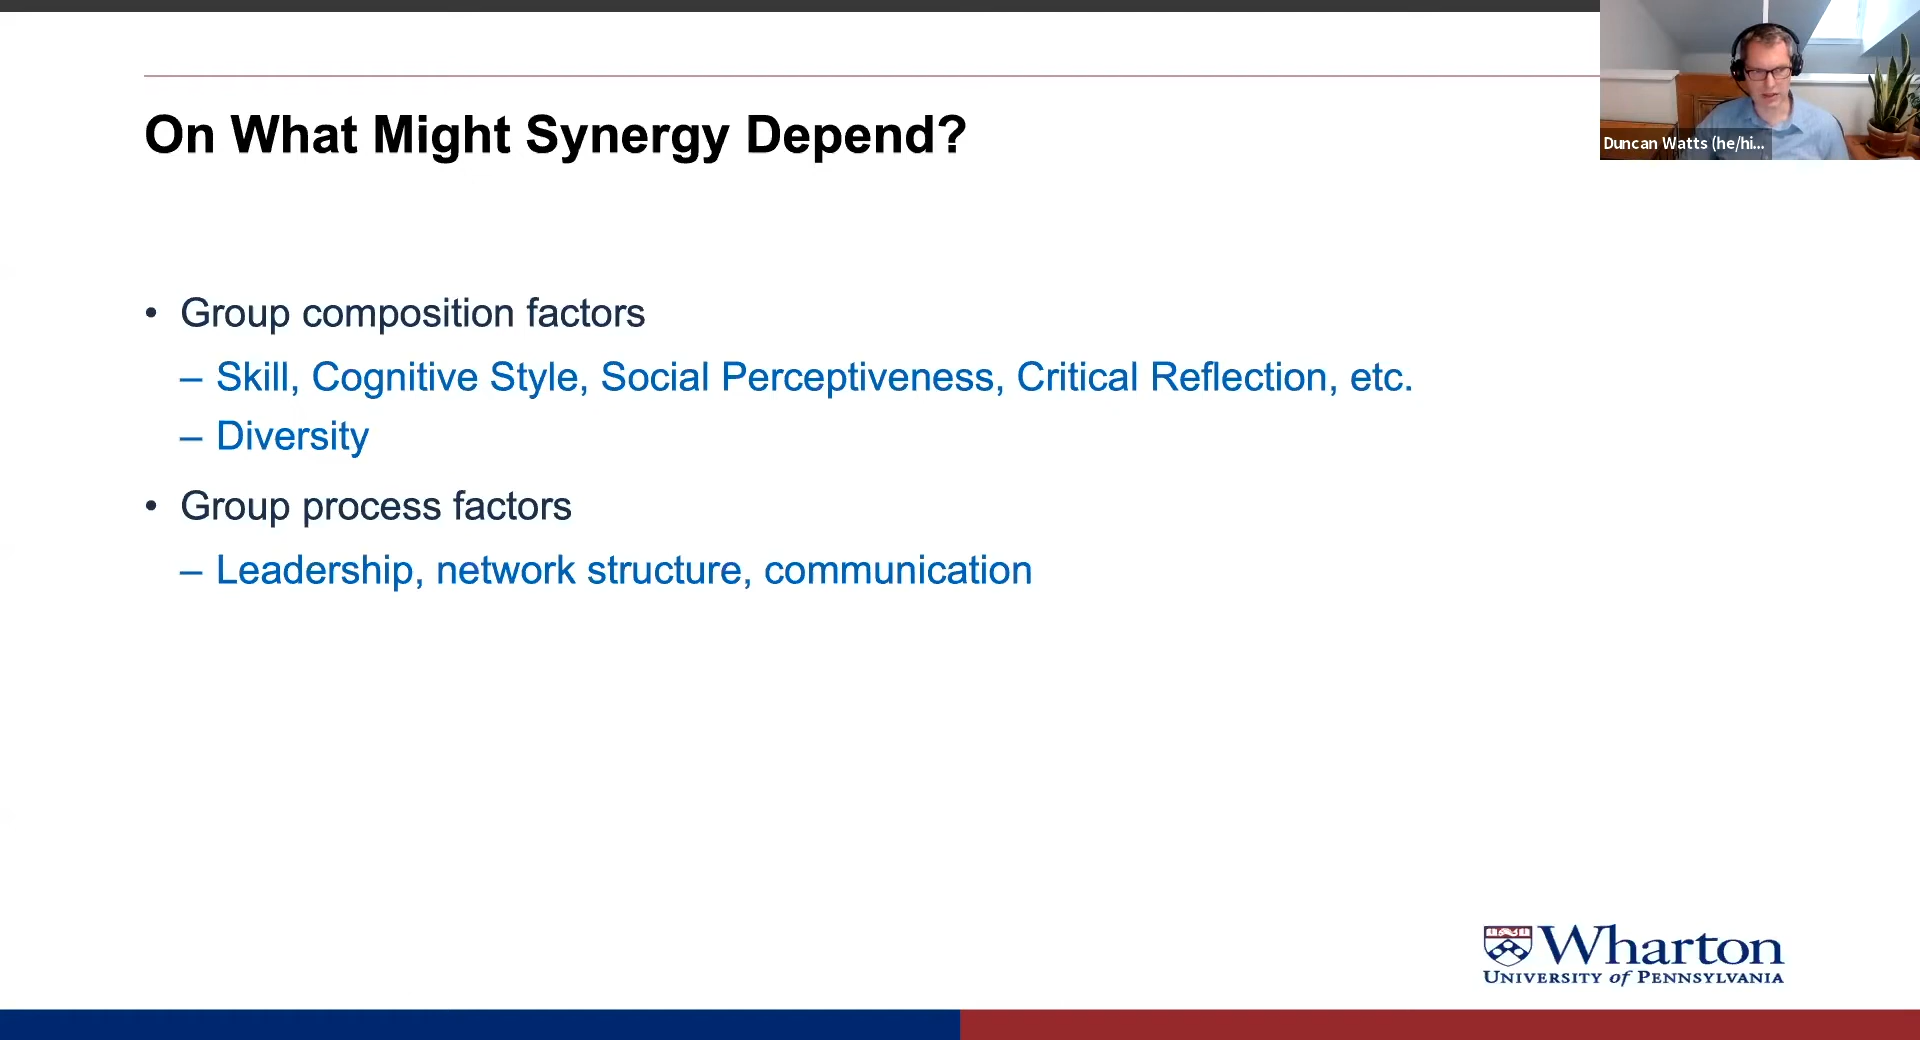 On What Might Synergy Depend?
Duncan Watts (he/hi...
• Group composition factors
– Skill, Cognitive Style, Social Perceptiveness, Critical Reflection, etc.
– Diversity
• Group process factors
– Leadership, network structure, communication
Wharton
UNIVERSITY of PENNSYLVANIA